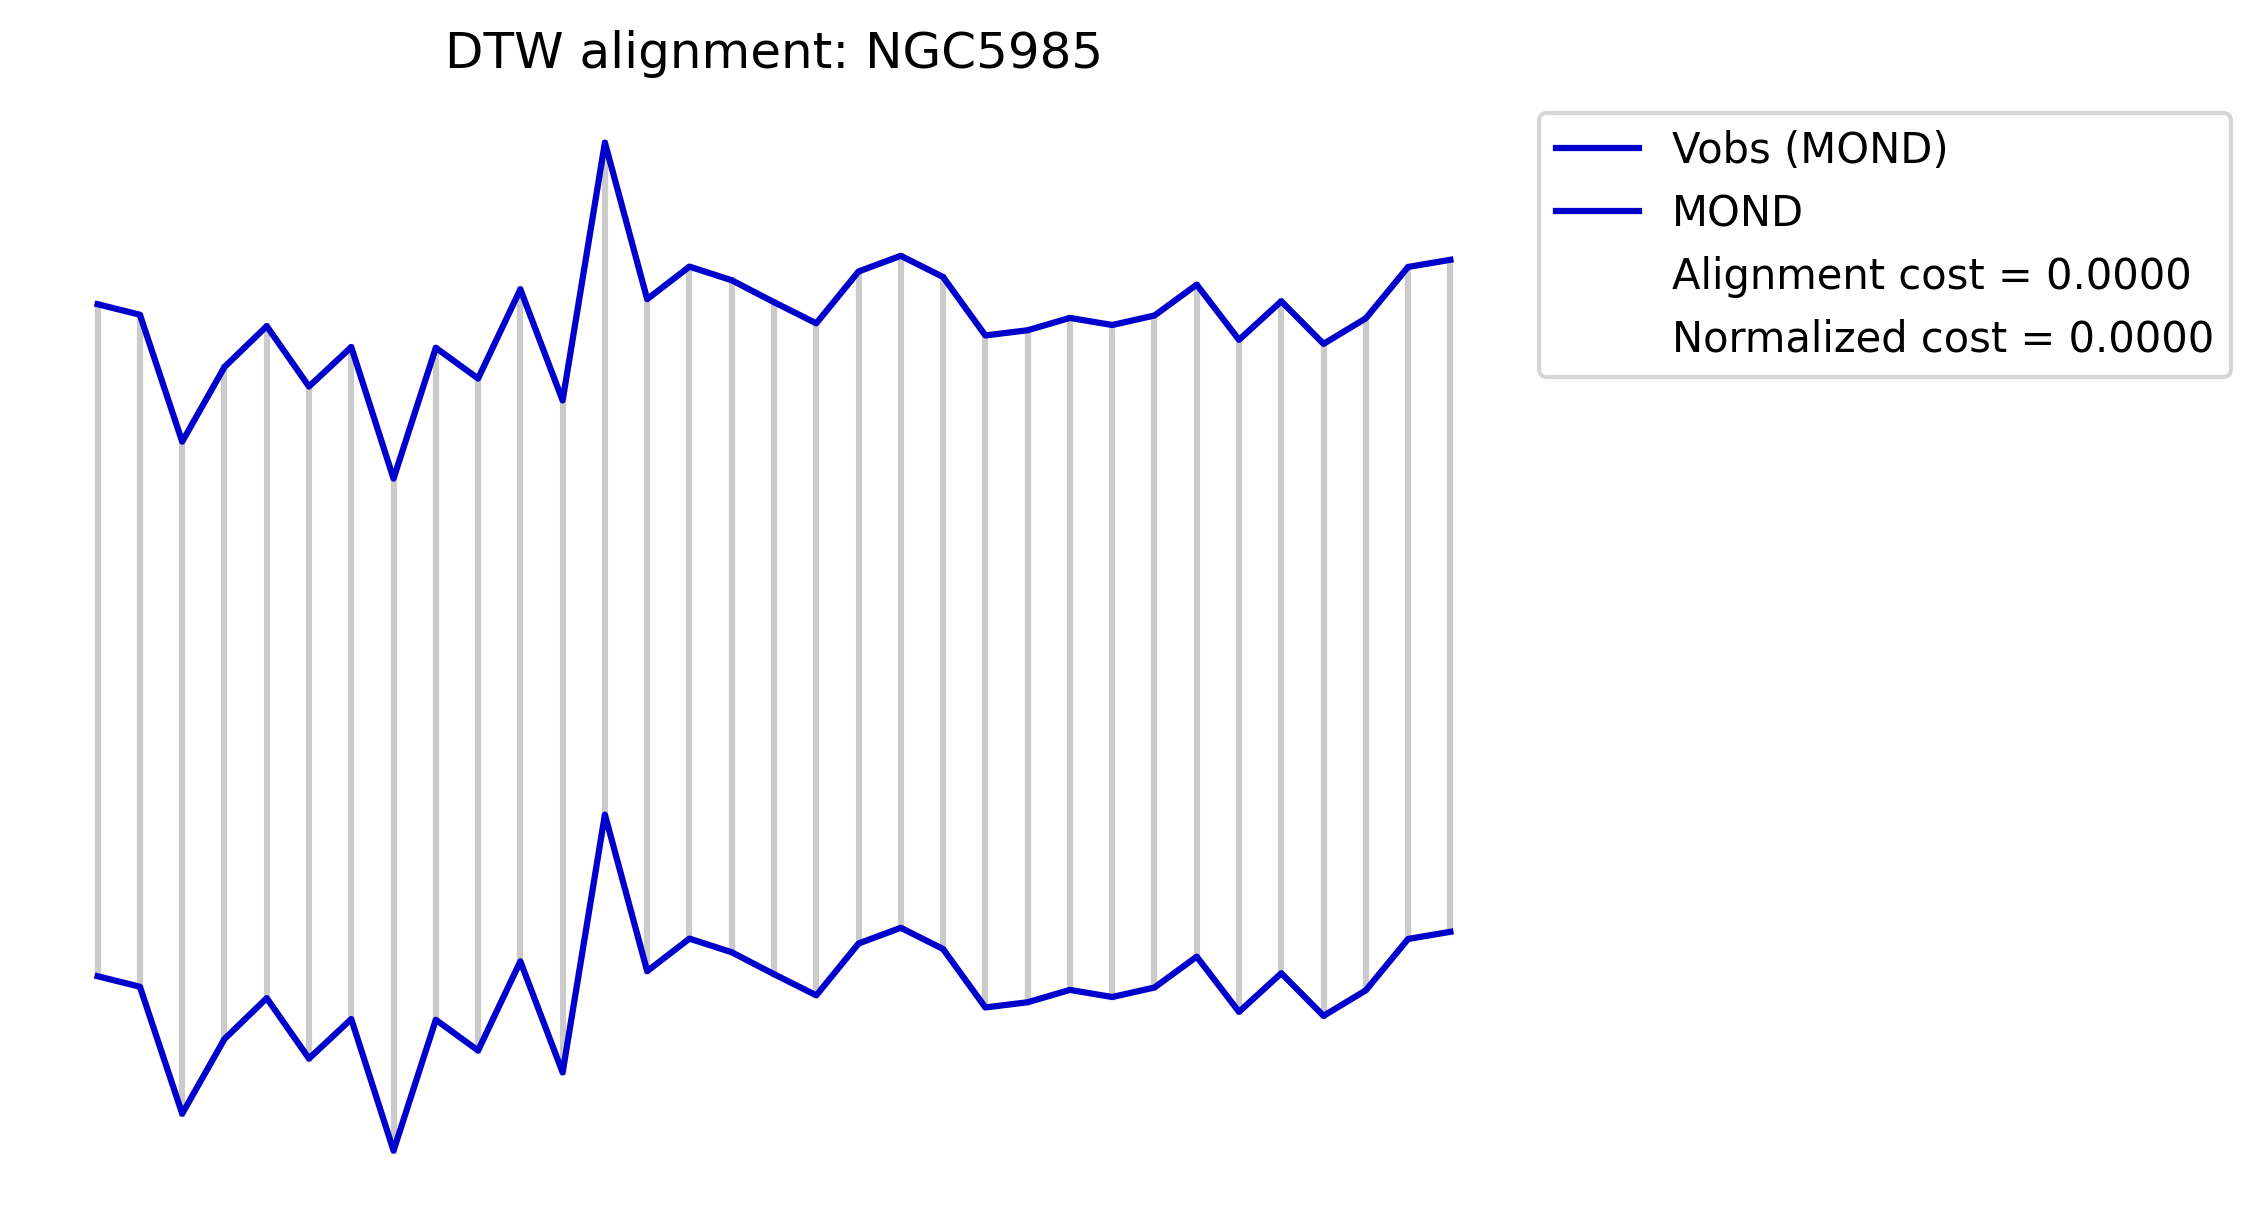 DTW alignment: NGC5985
Vobs (MOND)
MOND
Alignment cost = 0.0000
Normalized cost = 0.0000